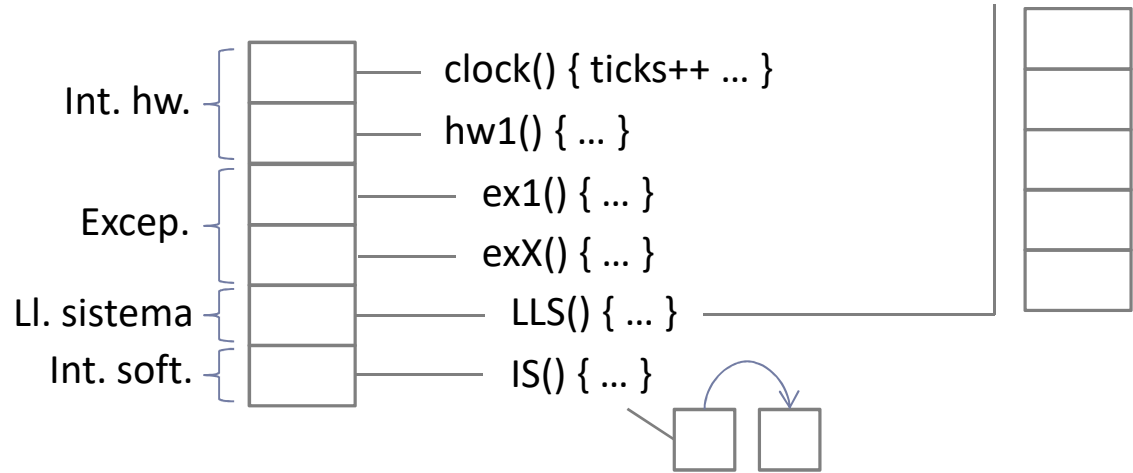 clock() { ticks++ ... }
Int. hw.
hw1() { ... }
ex1() { ... }
Excep.
exX() { ... }
Ll. sistema
LLS() { ... }
Int. soft.
IS() { ... }